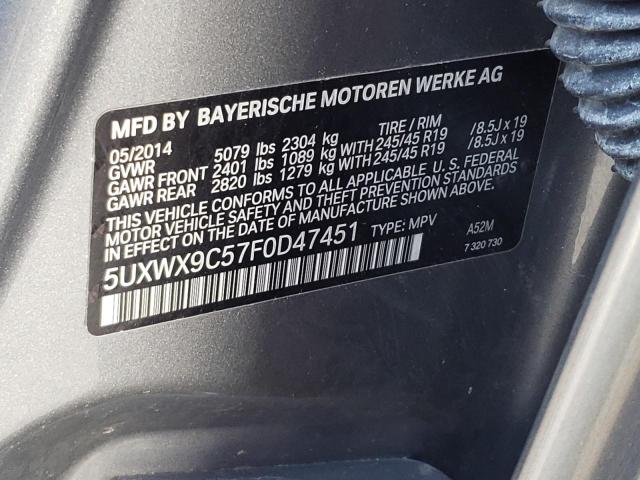 MFD BY BAYERISCHE MOTOREN WERKE AG
05/2014 5079 lbs 2304 kg TIRE / RIM
GVWR
GAWR FRONT 2401 lbs 1089 kg WITH 245/45 R19 /8.5J x 19
GAWR REAR 2820 lbs 1279 kg WITH 245/45 R19 /8.5J x 19
THIS VEHICLE CONFORMS TO ALL APPLICABLE U. S. FEDERAL
MOTOR VEHICLE SAFETY AND THEFT PREVENTION STANDARDS
IN EFFECT ON THE DATE OF MANUFACTURE SHOWN ABOVE.
5UXWX9C57F0D47451 TYPE: MPV A52M
7 320 730